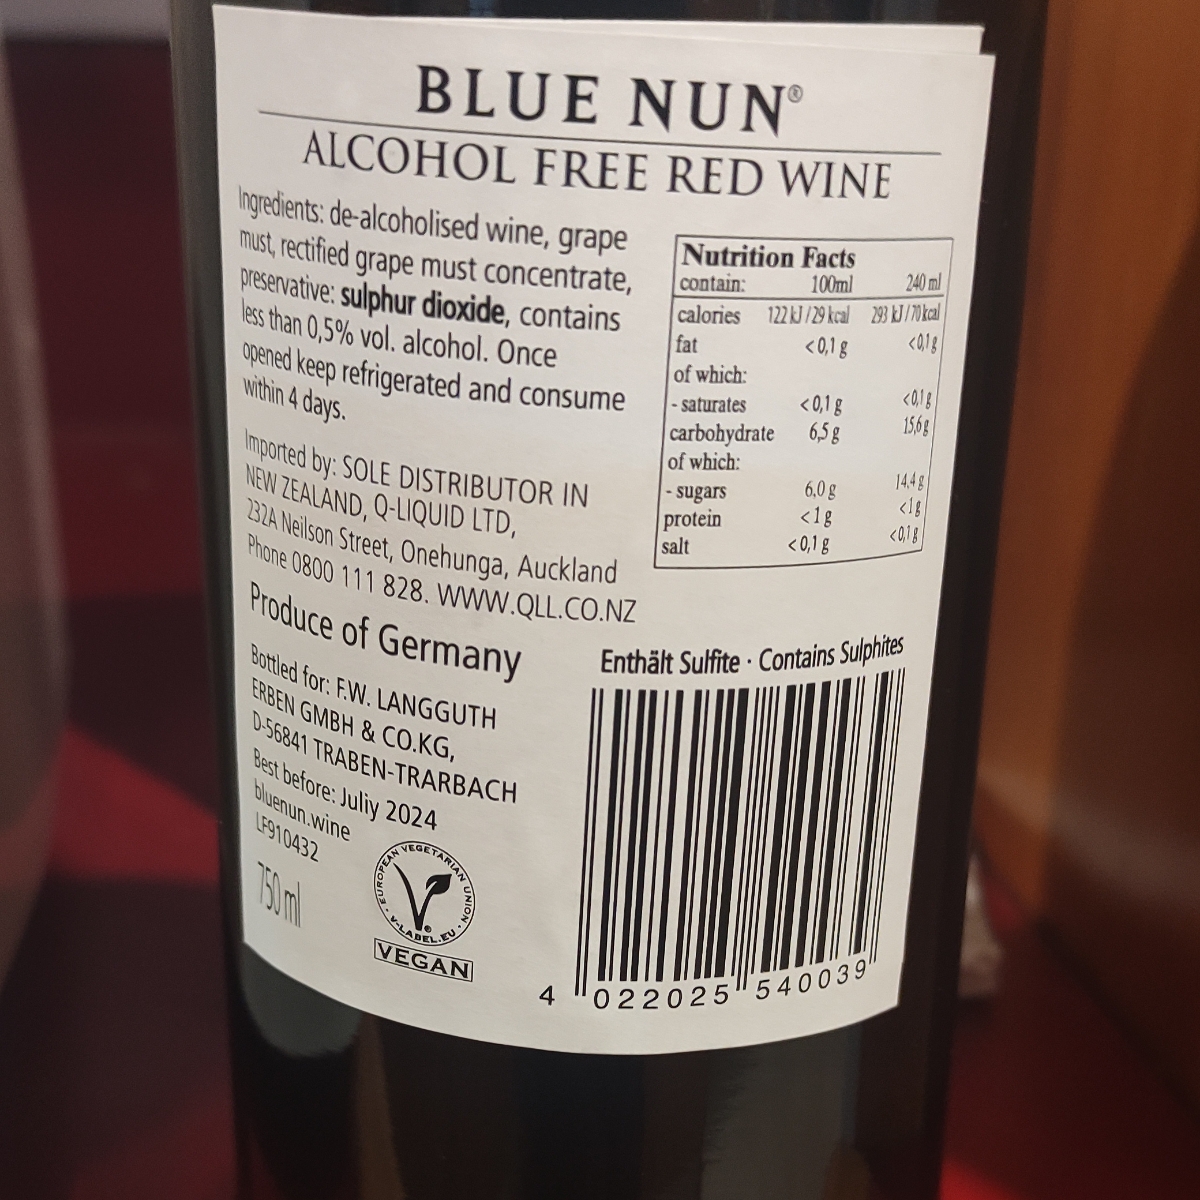 BLUE NUN®
ALCOHOL FREE RED WINE
Ingredients: de-alcoholised wine, grape
must, rectified grape must concentrate,
preservative: sulphur dioxide, contains
less than 0,5% vol. alcohol. Once
opened keep refrigerated and consume
within 4 days.
Imported by: SOLE DISTRIBUTOR IN
NEW ZEALAND, Q-LIQUID LTD,
232A Neilson Street, Onehunga, Auckland
Phone 0800 111 828. WWW.QLL.CO.NZ
Produce of Germany
Bottled for: F.W. LANGGUTH
ERBEN GMBH & CO.KG,
D-56841 TRABEN-TRARBACH
Best before: Juliy 2024
bluenun.wine
LF910432
750 ml
EUROPEAN VEGETARIAN UNION
V-LABEL.EU
VEGAN
Nutrition Facts
contain: 100ml 240 ml
calories 122 kJ / 29 kcal 293 kJ / 70 kcal
fat <0,1 g <0,1 g
of which:
- saturates <0,1 g <0,1 g
carbohydrate 6,5 g 15,6 g
of which:
- sugars 6,0 g 14,4 g
protein <1 g <1 g
salt <0,1 g <0,1 g
Enthält Sulfite · Contains Sulphites
4 022025 540039